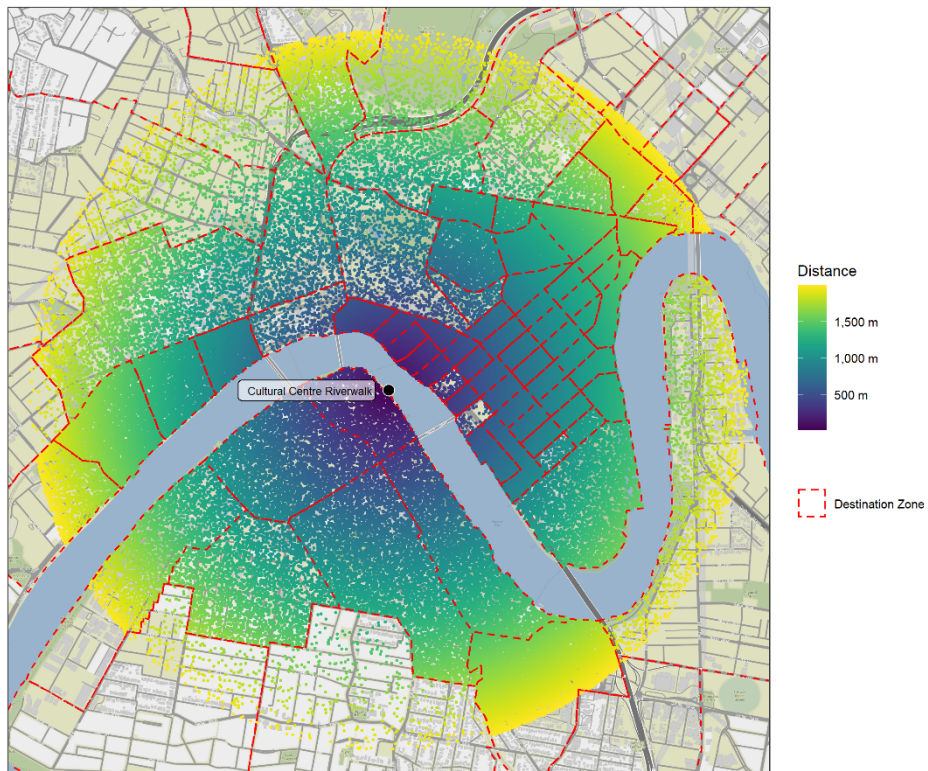 Cultural Centre Riverwalk
Distance
1,500 m
1,000 m
500 m
Destination Zone